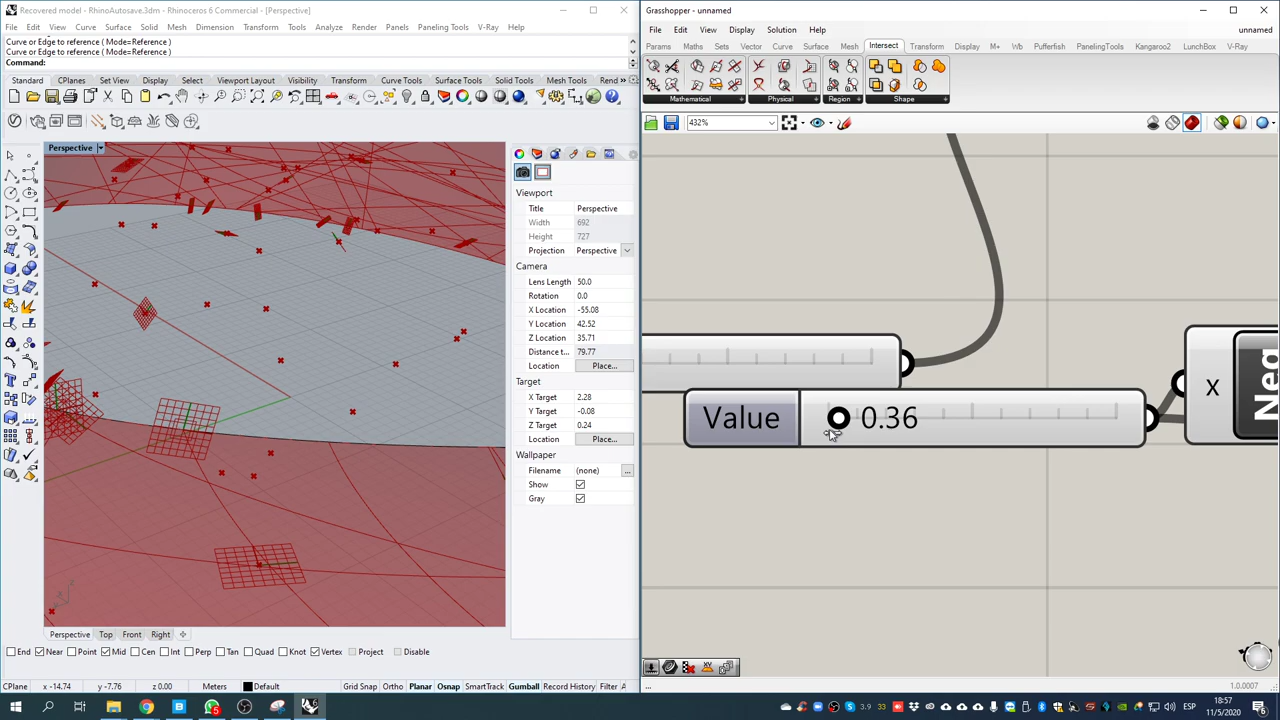 Recovered model - RhinoAutosave.3dm - Rhinoceros 6 Commercial - [Perspective]
File Edit View Curve Surface Solid Mesh Dimension Transform Tools Analyze Render Panels Paneling Tools V-Ray Help
Curve or Edge to reference ( Mode=Reference )
Curve or Edge to reference ( Mode=Reference )
Command:
Standard CPlanes Set View Display Select Viewport Layout Visibility Transform Curve Tools Surface Tools Solid Tools Mesh Tools Rend »
Perspective
Viewport
Title Perspective
Width 692
Height 727
Projection Perspective
Camera
Lens Length 50.0
Rotation 0.0
X Location -55.08
Y Location 42.52
Z Location 35.71
Distance t... 79.77
Location Place...
Target
X Target 2.28
Y Target -0.08
Z Target 0.24
Location Place...
Wallpaper
Filename (none) ...
Show
Gray
Perspective Top Front Right
End Near Point Mid Cen Int Perp Tan Quad Knot Vertex Project Disable
CPlane x -14.74 y -7.76 z 0.00 Meters Default Grid Snap Ortho Planar Osnap SmartTrack Gumball Record History Filter
Grasshopper - unnamed
File Edit View Display Solution Help unnamed
Params Maths Sets Vector Curve Surface Mesh Intersect Transform Display M+ Wb Pufferfish PanelingTools Kangaroo2 LunchBox V-Ray
Mathematical Physical Region Shape
432%
Value 0.36
X
Neg
... 1.0.0007
ESP 18:57
11/5/2020